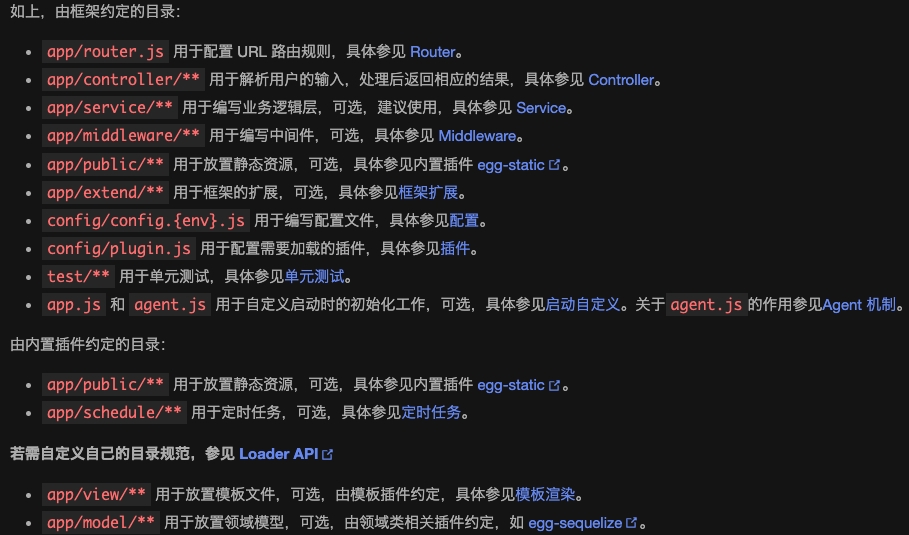 如上，由框架约定的目录：
app/router.js 用于配置 URL 路由规则，具体参见 Router。
app/controller/** 用于解析用户的输入，处理后返回相应的结果，具体参见 Controller。
app/service/** 用于编写业务逻辑层，可选，建议使用，具体参见 Service。
app/middleware/** 用于编写中间件，可选，具体参见 Middleware。
app/public/** 用于放置静态资源，可选，具体参见内置插件 egg-static。
app/extend/** 用于框架的扩展，可选，具体参见框架扩展。
config/config.{env}.js 用于编写配置文件，具体参见配置。
config/plugin.js 用于配置需要加载的插件，具体参见插件。
test/** 用于单元测试，具体参见单元测试。
app.js 和 agent.js 用于自定义启动时的初始化工作，可选，具体参见启动自定义。关于 agent.js 的作用参见Agent 机制。
由内置插件约定的目录：
app/public/** 用于放置静态资源，可选，具体参见内置插件 egg-static。
app/schedule/** 用于定时任务，可选，具体参见定时任务。
若需自定义自己的目录规范，参见 Loader API
app/view/** 用于放置模板文件，可选，由模板插件约定，具体参见模板渲染。
app/model/** 用于放置领域模型，可选，由领域类相关插件约定，如 egg-sequelize。